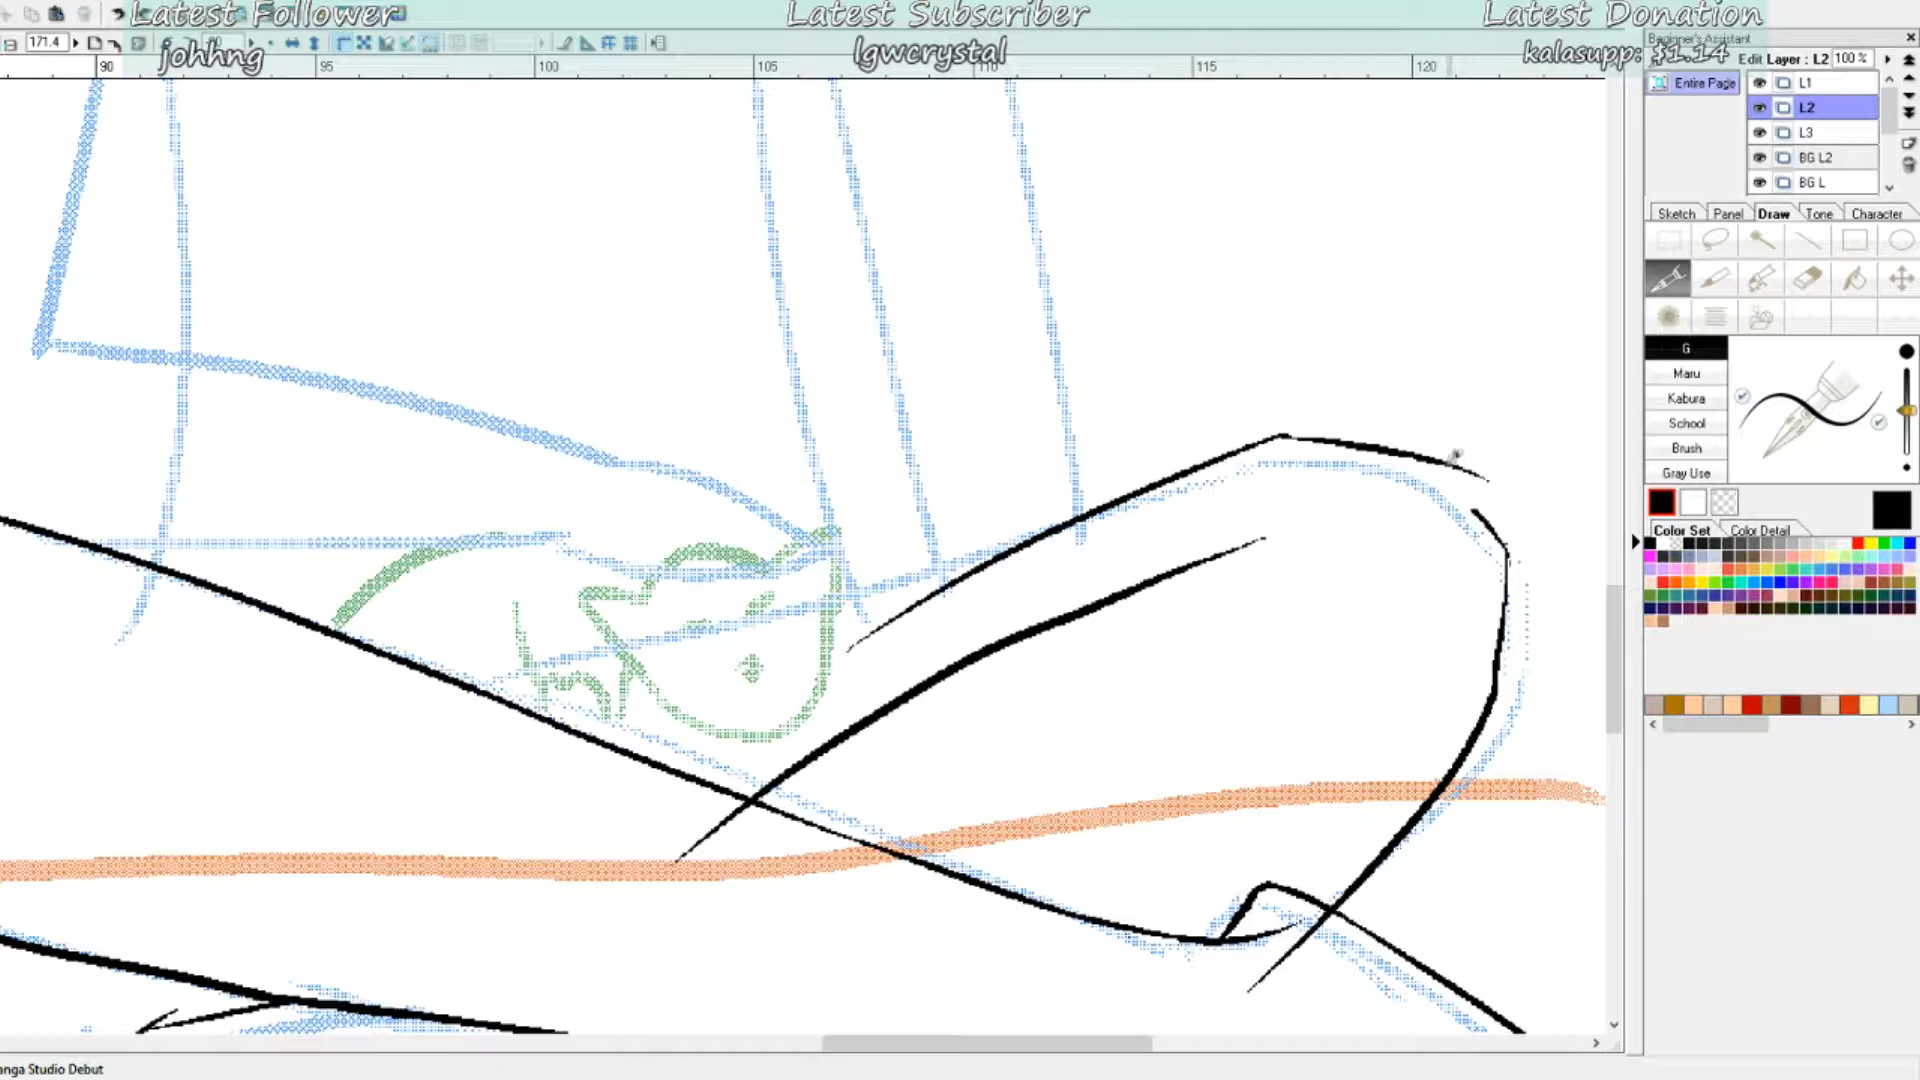 Latest Follower
Latest Subscriber
Latest Donation
johhng
lgwcrystal
kalasupp: $1.14
171.4
90
95
100
105
110
115
120
Beginner's Assistant
Edit Layer : L2 100 %
Entire Page
L1
L2
L3
BG L2
BG L
Sketch Panel Draw Tone Character
G
Maru
Kabura
School
Brush
Gray Use
Color Set Color Detail
anga Studio Debut